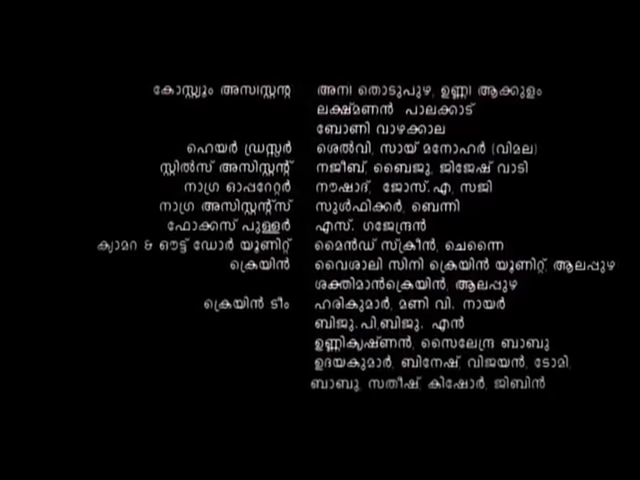 കോസ്റ്റ്യൂം അസിസ്റ്റന്റ അനി തൊടുപുഴ, ഉണ്ണി ആക്കുളം
ലക്ഷ്മണൻ പാലക്കാട്
ബോണി വാഴക്കാല
ഹെയർ ഡ്രസ്സർ ശെൽവി, സായ് മനോഹർ (വിമല)
സ്റ്റിൽസ് അസിസ്റ്റന്റ് നജീബ്, ബൈജു, ജിജേഷ് വാടി
നാഗ്ര ഓപ്പറേറ്റർ നൗഷാദ്, ജോസ്.എ, സജി
നാഗ്ര അസിസ്റ്റന്റ്സ് സുൾഫിക്കർ, ബെന്നി
ഫോക്കസ് പുള്ളർ എസ്. ഗജേന്ദ്രൻ
ക്യാമറ & ഔട്ട് ഡോർ യൂണിറ്റ് മൈൻഡ് സ്ക്രീൻ, ചെന്നൈ
ക്രെയിൻ വൈശാലി സിനി ക്രെയിൻ യൂണിറ്റ്, ആലപ്പുഴ
ശക്തിമാൻക്രെയിൻ, ആലപ്പുഴ
ക്രെയിൻ ടീം ഹരികുമാർ, മണി വി. നായർ
ബിജു.പി,ബിജു. എൻ
ഉണ്ണികൃഷ്ണൻ, സൈലേന്ദ്ര ബാബു
ഉദയകുമാർ, ബിനേഷ്, വിജയൻ, ടോമി,
ബാബു, സതീഷ്, കിഷോർ, ജിബിൻ